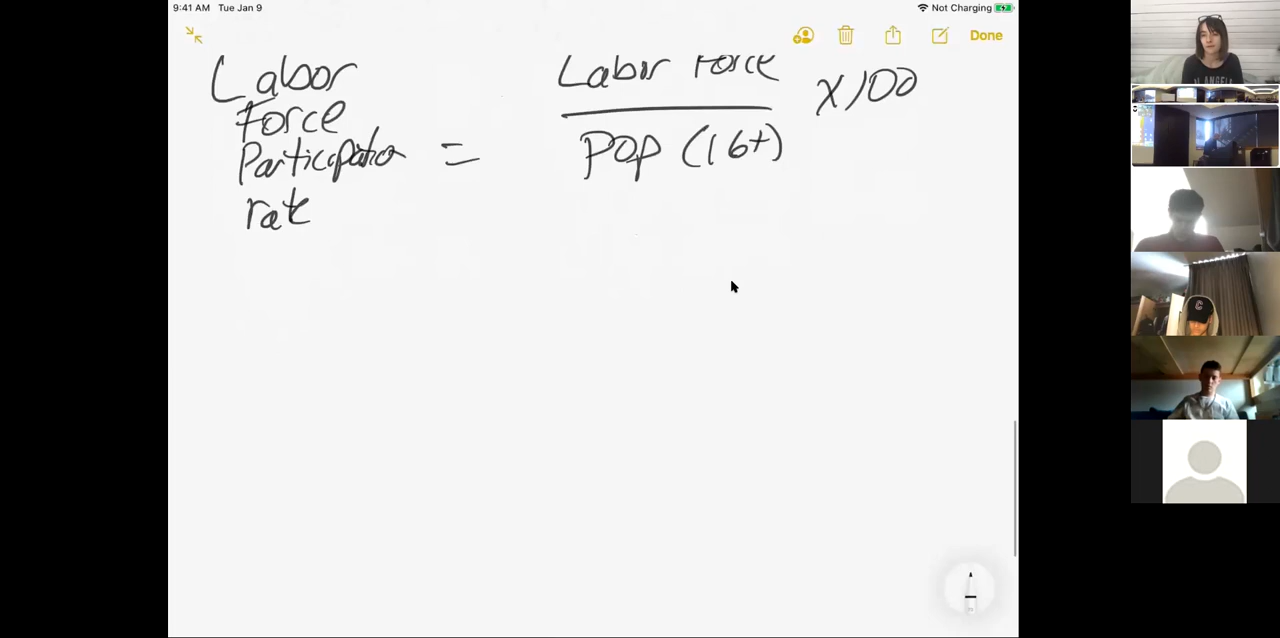 9:41 AM Tue Jan 9
Not Charging
Done
Labor
Force
Participation
rate
=
Labor Force
Pop (16+)
x100
C